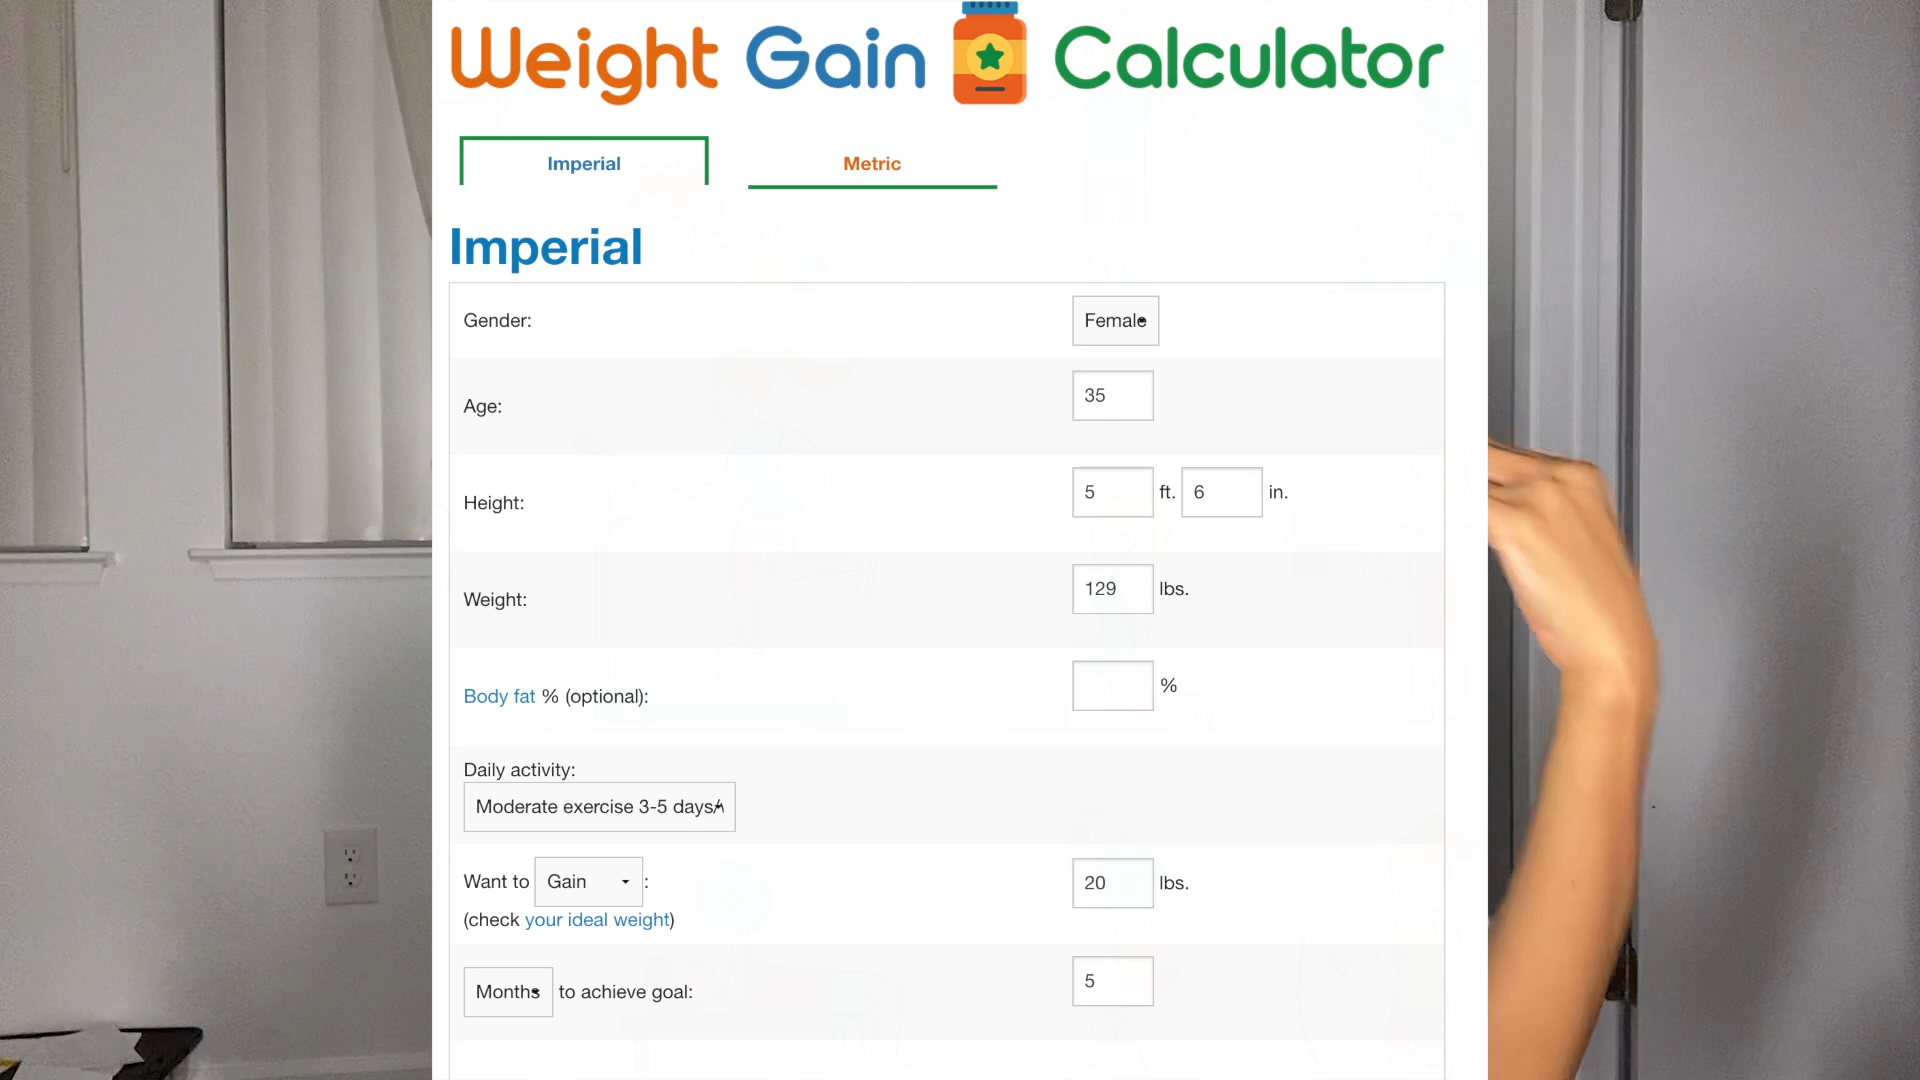 Weight Gain Calculator
Imperial
Metric
Imperial
Gender:
Female
Age:
35
Height:
5 ft. 6 in.
Weight:
129 lbs.
Body fat % (optional):
%
Daily activity:
Moderate exercise 3-5 days/
Want to Gain :
20 lbs.
(check your ideal weight)
Months to achieve goal:
5